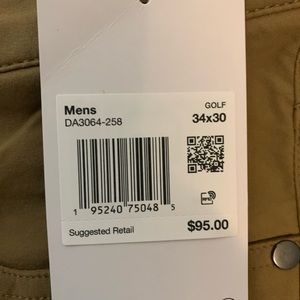 Mens
GOLF
DA3064-258
34x30
1 95240 75048 5
Suggested Retail
$95.00